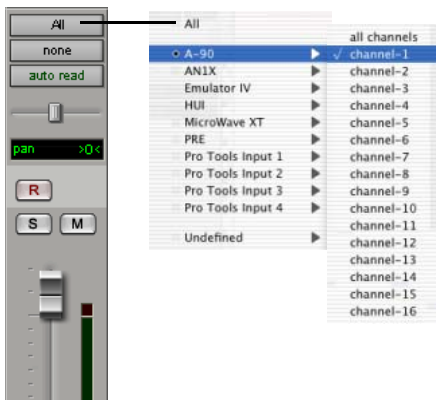 All
none
auto read
pan >0<
R
S M
All
A-90
AN1X
Emulator IV
HUI
MicroWave XT
PRE
Pro Tools Input 1
Pro Tools Input 2
Pro Tools Input 3
Pro Tools Input 4
Undefined
all channels
√ channel-1
channel-2
channel-3
channel-4
channel-5
channel-6
channel-7
channel-8
channel-9
channel-10
channel-11
channel-12
channel-13
channel-14
channel-15
channel-16